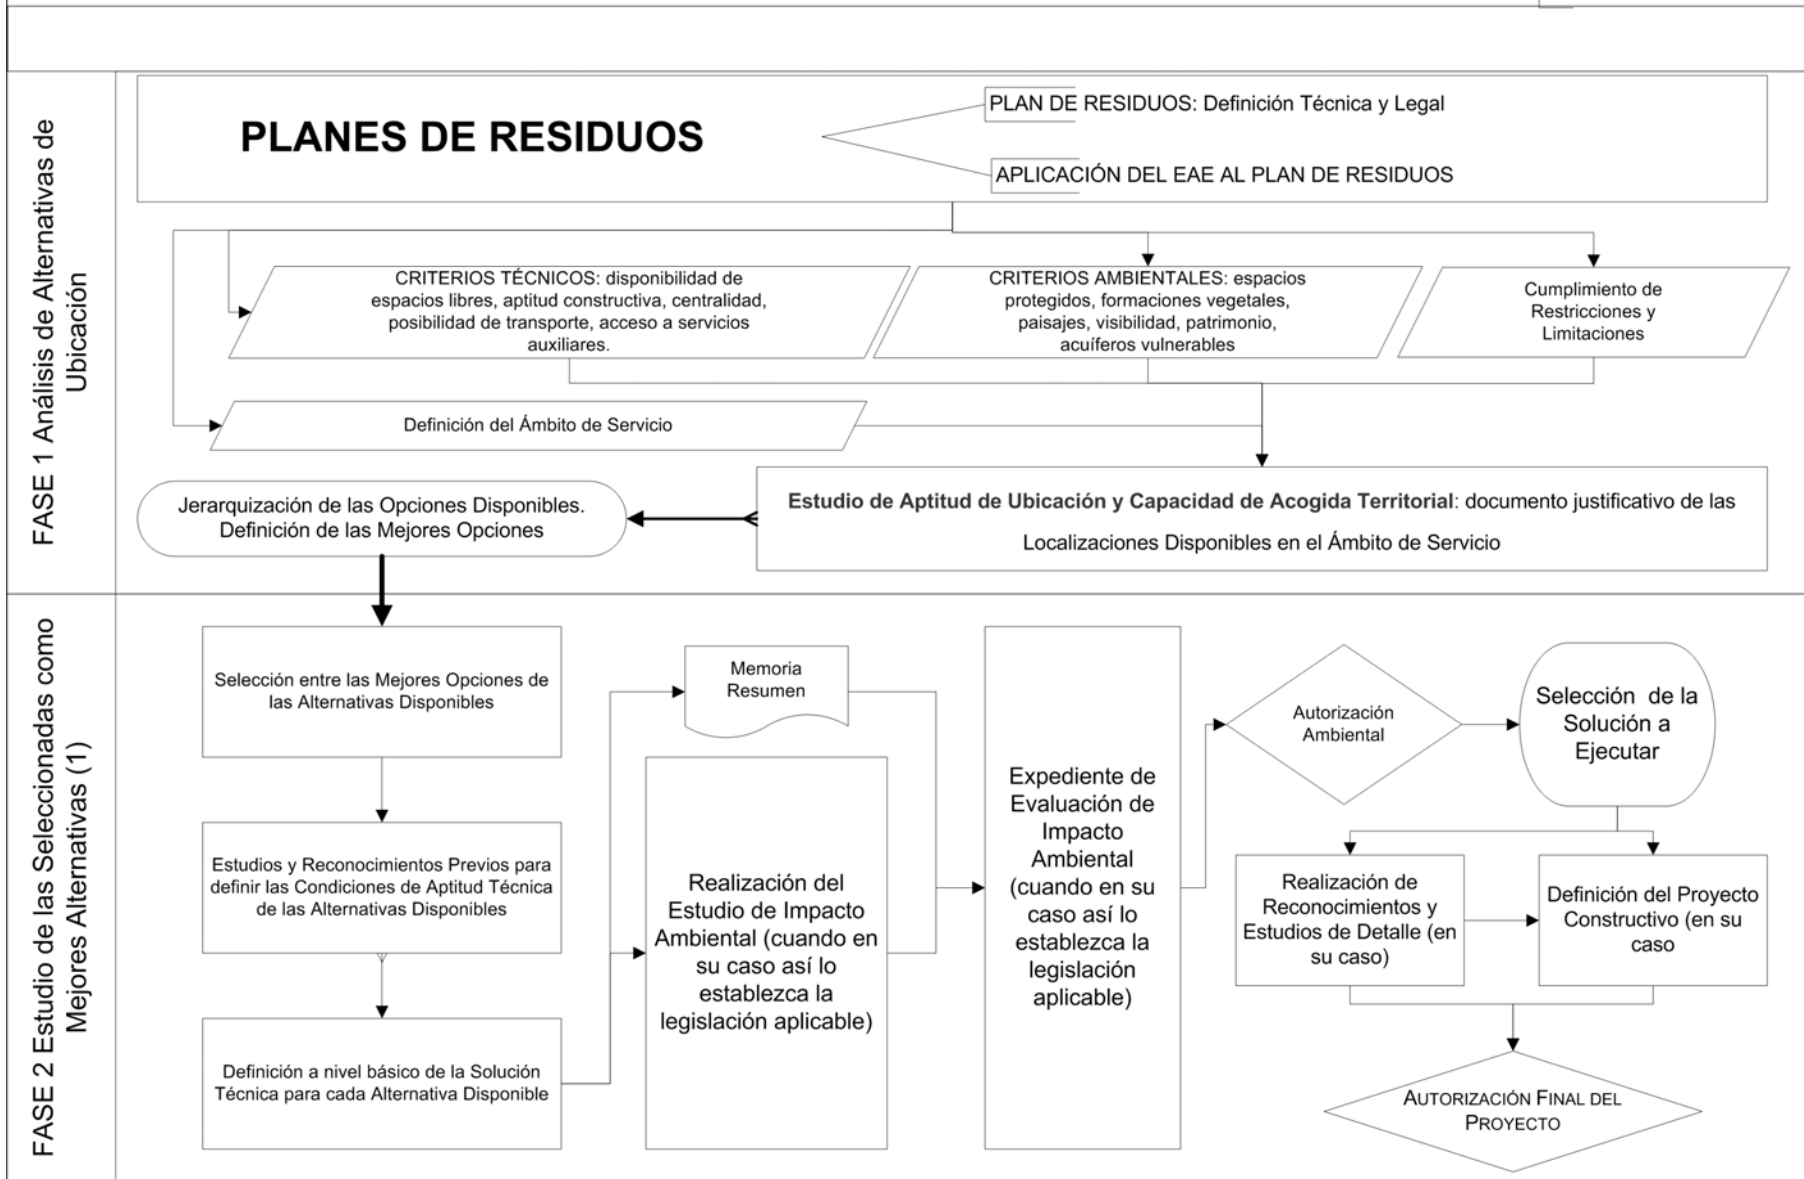 FASE 1 Análisis de Alternativas de
Ubicación
PLANES DE RESIDUOS
PLAN DE RESIDUOS: Definición Técnica y Legal
APLICACIÓN DEL EAE AL PLAN DE RESIDUOS
CRITERIOS TÉCNICOS: disponibilidad de
espacios libres, aptitud constructiva, centralidad,
posibilidad de transporte, acceso a servicios
auxiliares.
CRITERIOS AMBIENTALES: espacios
protegidos, formaciones vegetales,
paisajes, visibilidad, patrimonio,
acuíferos vulnerables
Cumplimiento de
Restricciones y
Limitaciones
Definición del Ámbito de Servicio
Estudio de Aptitud de Ubicación y Capacidad de Acogida Territorial: documento justificativo de las
Localizaciones Disponibles en el Ámbito de Servicio
Jerarquización de las Opciones Disponibles.
Definición de las Mejores Opciones
FASE 2 Estudio de las Seleccionadas como
Mejores Alternativas (1)
Selección entre las Mejores Opciones de
las Alternativas Disponibles
Estudios y Reconocimientos Previos para
definir las Condiciones de Aptitud Técnica
de las Alternativas Disponibles
Definición a nivel básico de la Solución
Técnica para cada Alternativa Disponible
Memoria
Resumen
Realización del
Estudio de Impacto
Ambiental (cuando en
su caso así lo
establezca la
legislación aplicable)
Expediente de
Evaluación de
Impacto
Ambiental
(cuando en su
caso así lo
establezca la
legislación
aplicable)
Autorización
Ambiental
Selección de la
Solución a
Ejecutar
Realización de
Reconocimientos y
Estudios de Detalle (en
su caso)
Definición del Proyecto
Constructivo (en su
caso
AUTORIZACIÓN FINAL DEL
PROYECTO